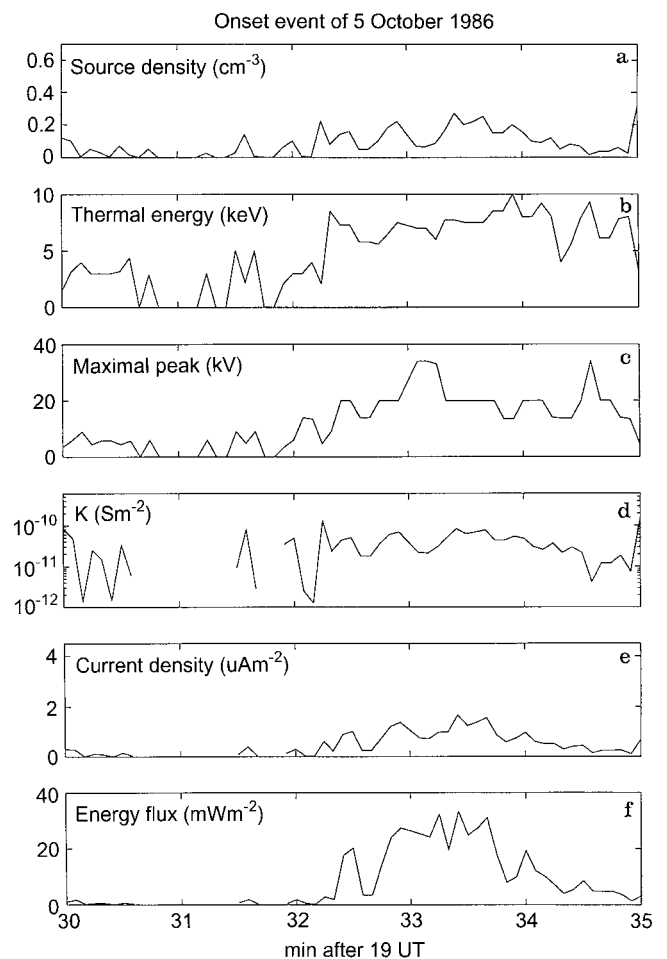 Onset event of 5 October 1986
a
0.6
Source density (cm-3)
0.4
0.2
0
10
b
Thermal energy (keV)
5
0
40
c
Maximal peak (kV)
20
0
d
K (Sm-2)
10-10
10-11
10-12
4
e
Current density (uAm-2)
2
0
40
f
Energy flux (mWm-2)
20
0
30 31 32 33 34 35
min after 19 UT